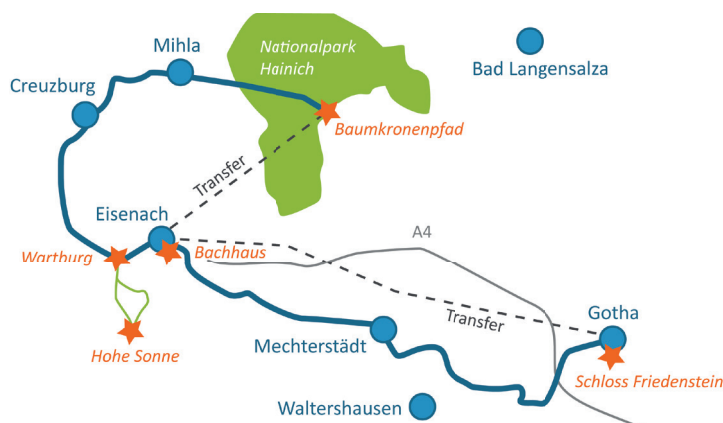 Mihla
Nationalpark
Hainich
Bad Langensalza
Creuzburg
Baumkronenpfad
Transfer
Eisenach
A4
Wartburg
Bachhaus
Gotha
Transfer
Mechterstädt
Hohe Sonne
Schloss Friedenstein
Waltershausen